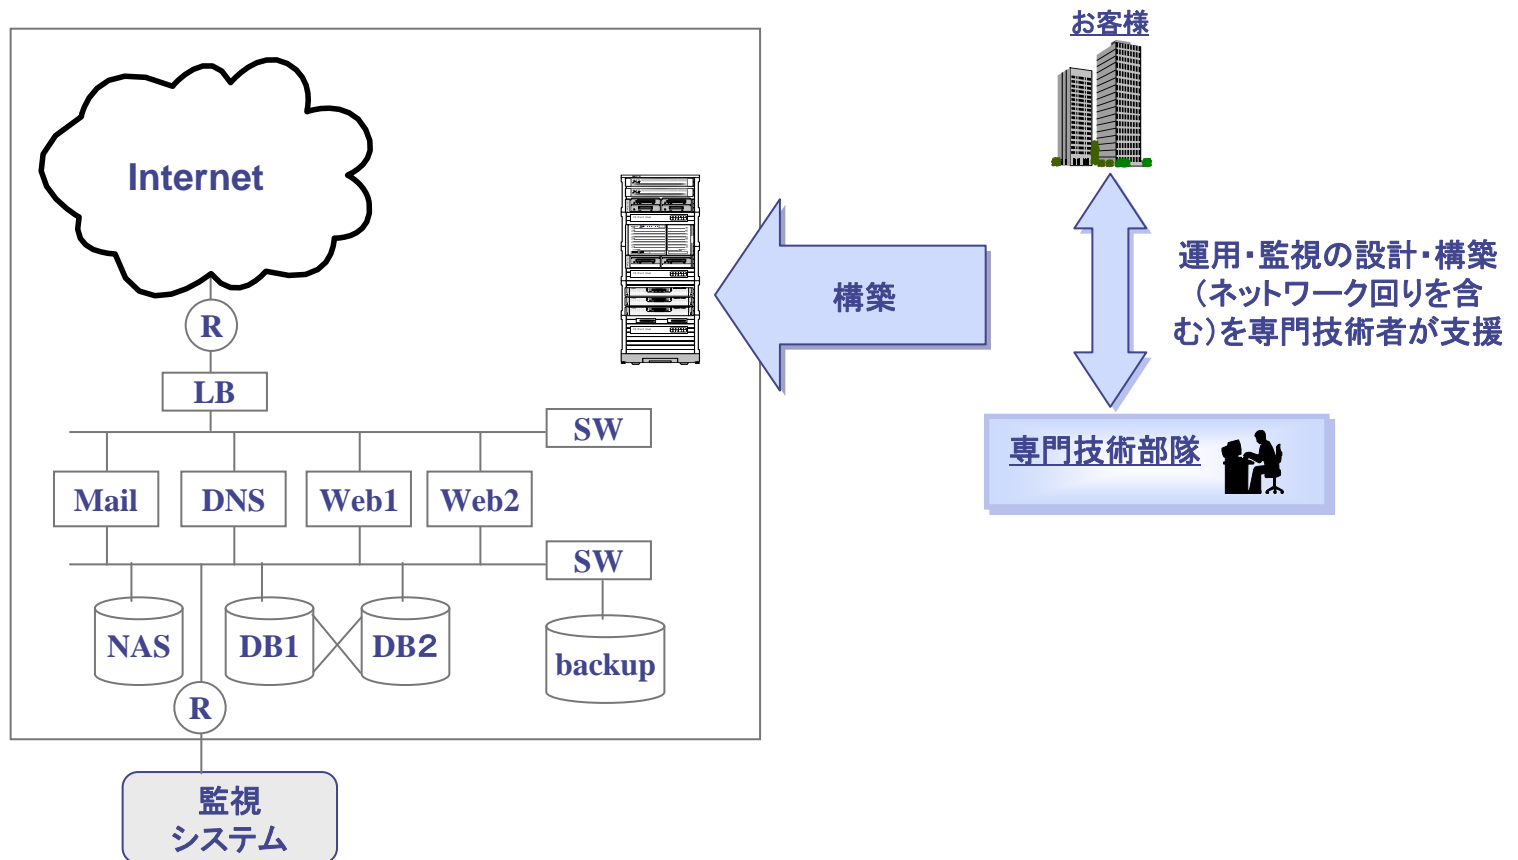 お客様
Internet
構築
運用・監視の設計・構築
（ネットワーク回りを含
む）を専門技術者が支援
R
LB
SW
専門技術部隊
Mail
DNS
Web1
Web2
SW
NAS
DB1
DB２
backup
R
監視
システム